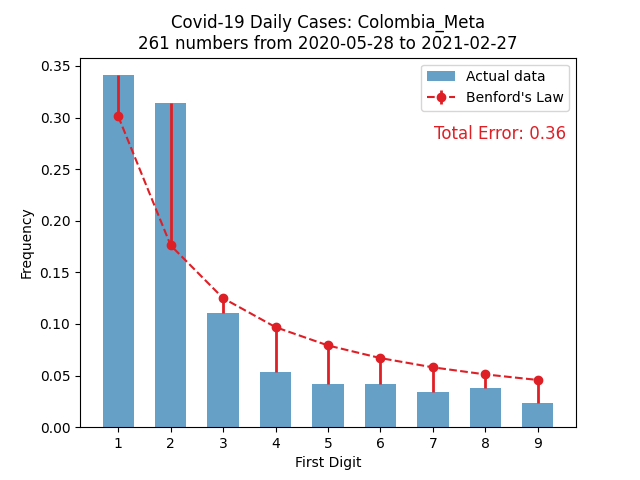 Covid-19 Daily Cases: Colombia_Meta
261 numbers from 2020-05-28 to 2021-02-27
Actual data
Benford's Law
Total Error: 0.36
Frequency
0.35
0.30
0.25
0.20
0.15
0.10
0.05
0.00
1 2 3 4 5 6 7 8 9
First Digit